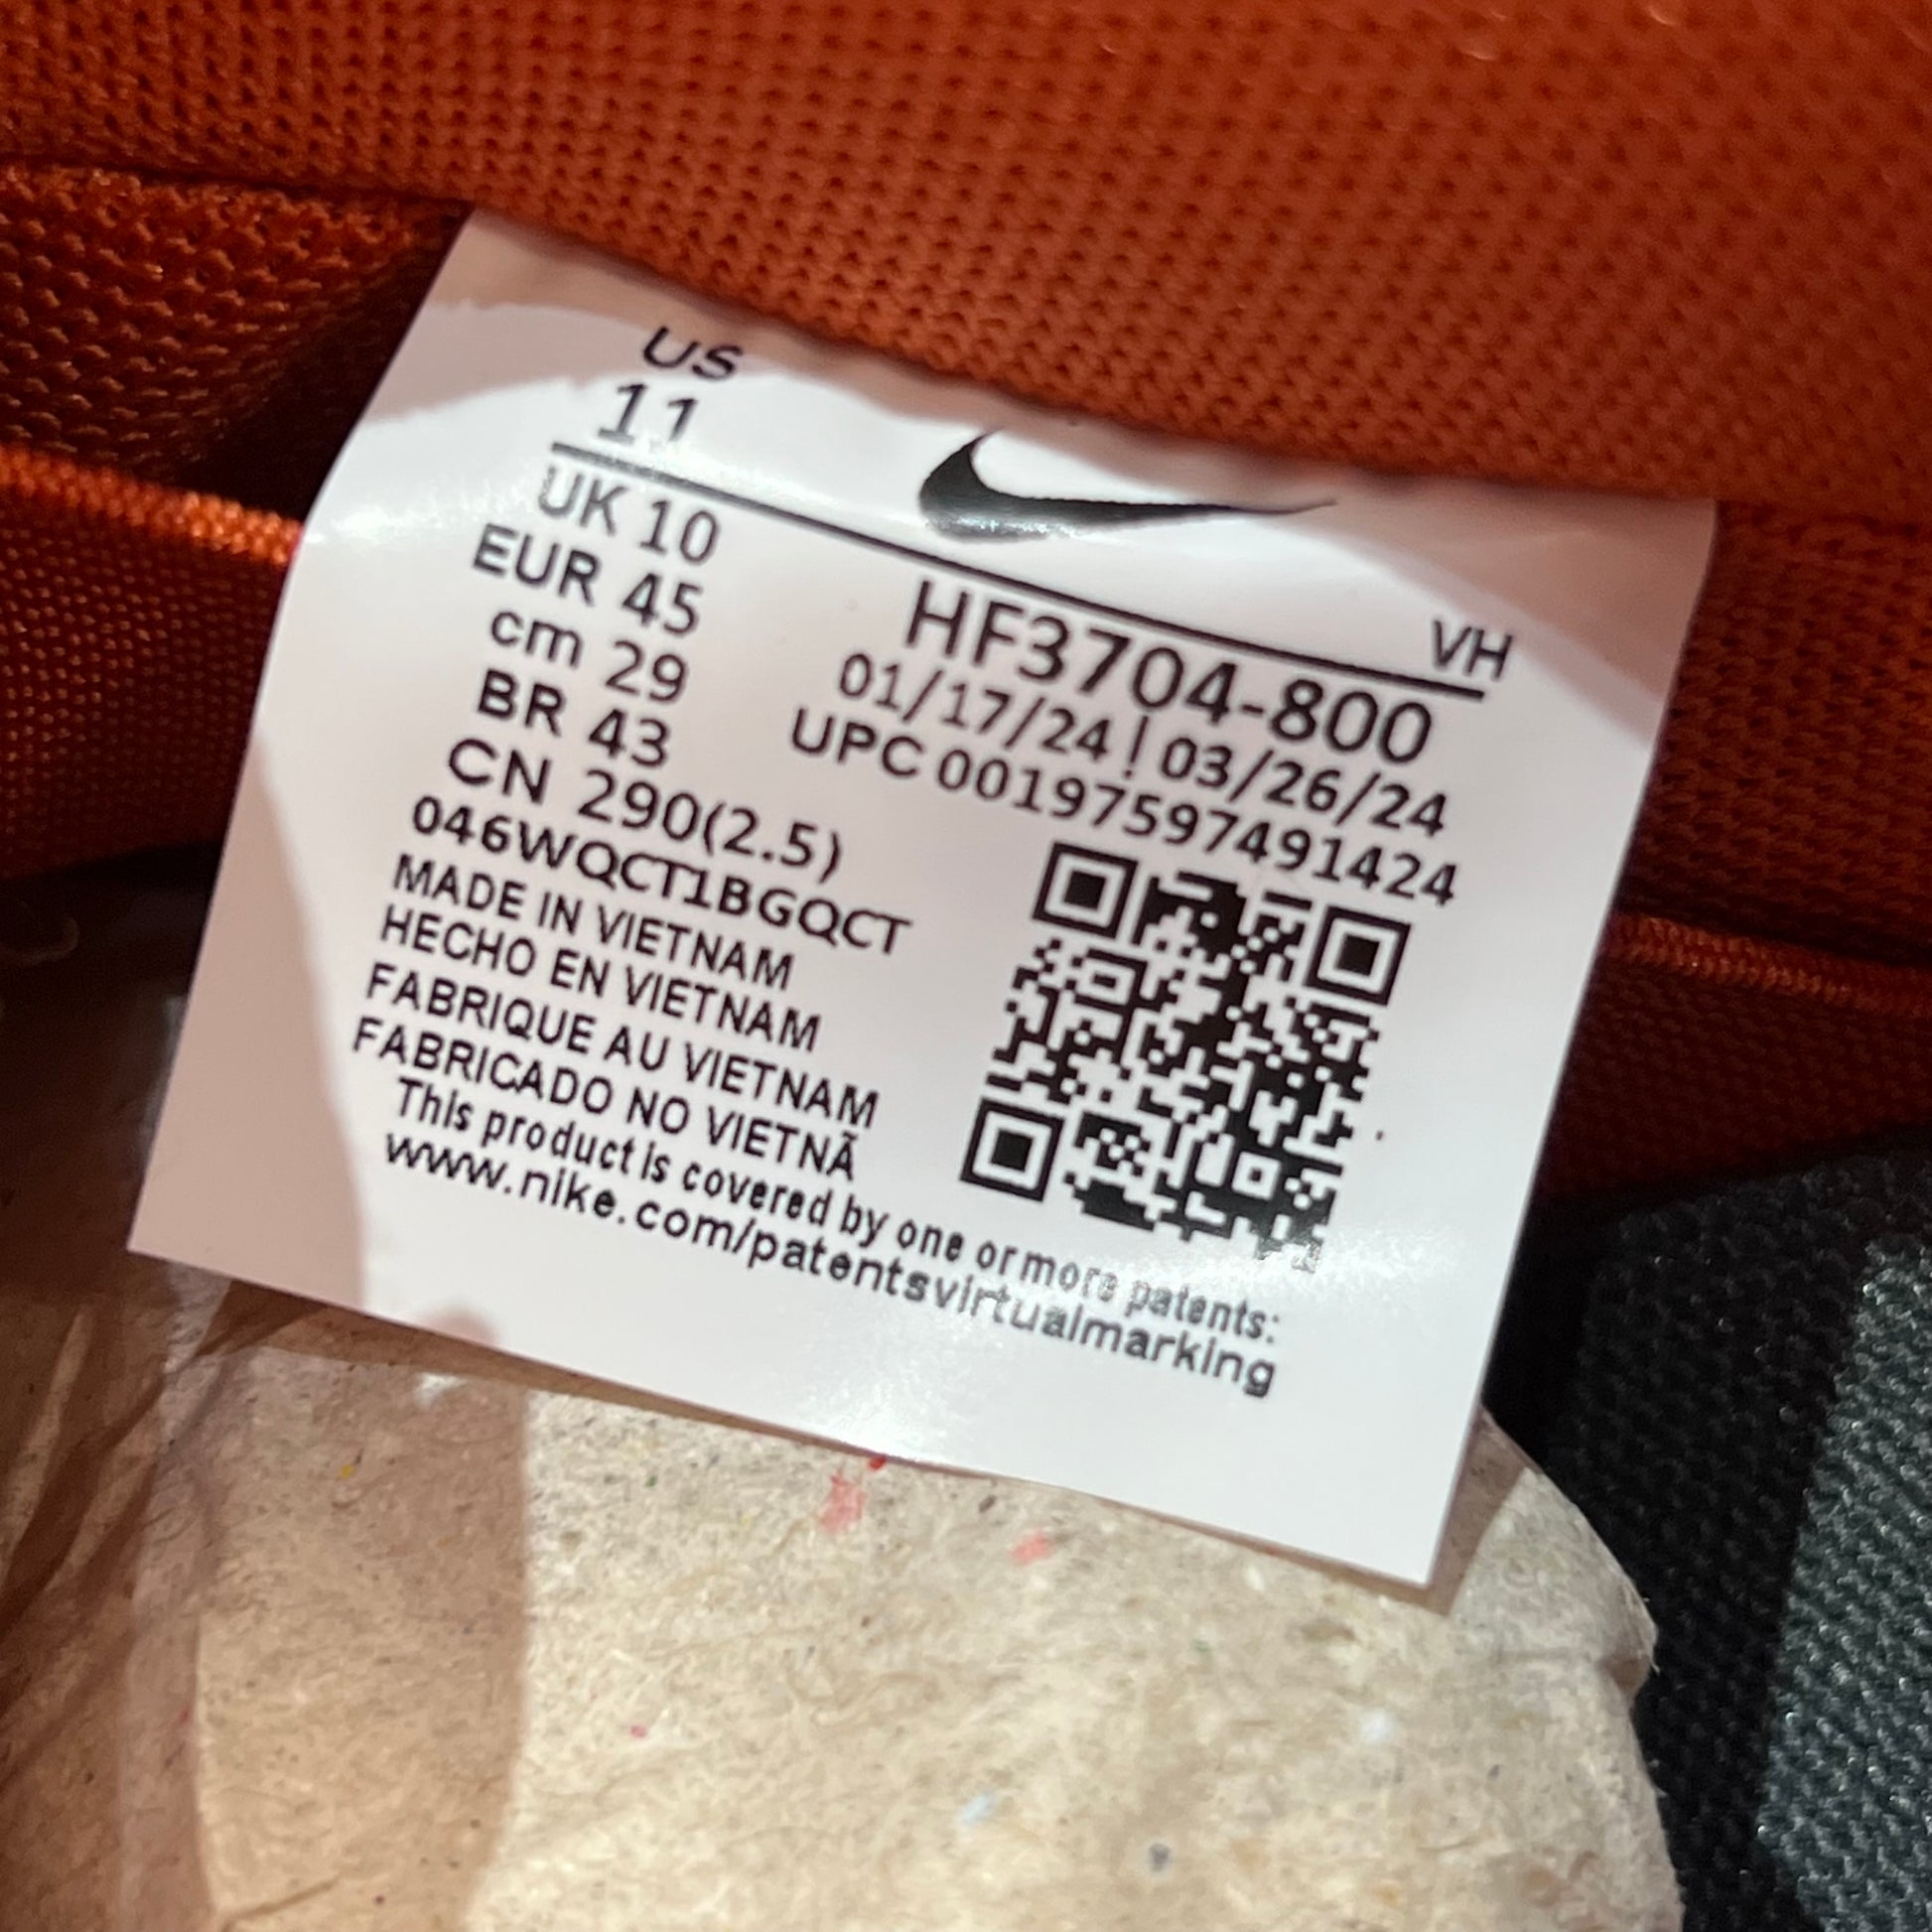 US
11
UK 10
EUR 45
cm 29
BR 43
CN 290(2.5)
VH
HF3704-800
01/17/24 | 03/26/24
UPC 00197597491424
046WQCT1BGQCT
MADE IN VIETNAM
HECHO EN VIETNAM
FABRIQUE AU VIETNAM
FABRICADO NO VIETNÃ
This product is covered by one or more patents:
www.nike.com/patentsvirtualmarking